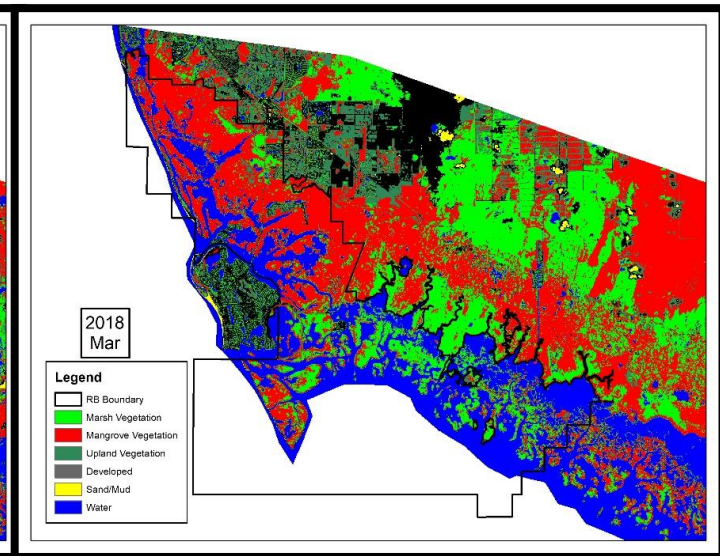 2018
Mar
Legend
RB Boundary
Marsh Vegetation
Mangrove Vegetation
Upland Vegetation
Developed
Sand/Mud
Water